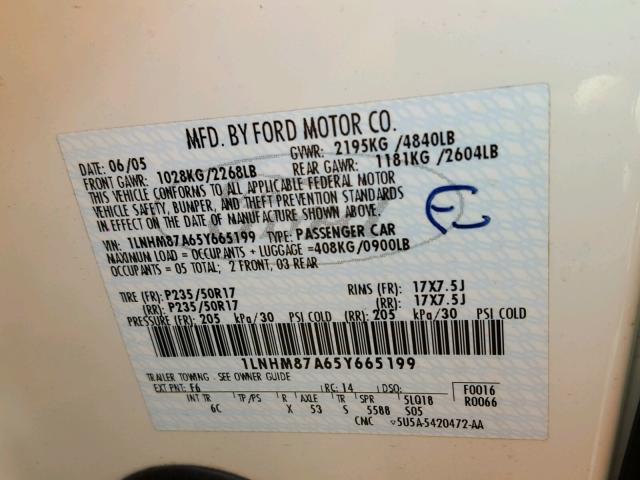 MFD. BY FORD MOTOR CO.
DATE: 06/05 GVWR: 2195KG /4840LB
FRONT GAWR: 1028KG/2268LB REAR GAWR: 1181KG /2604LB
THIS VEHICLE CONFORMS TO ALL APPLICABLE FEDERAL MOTOR
VEHICLE SAFETY, BUMPER, AND THEFT PREVENTION STANDARDS
IN EFFECT ON THE DATE OF MANUFACTURE SHOWN ABOVE.
VIN: 1LNHM87A65Y665199 TYPE: PASSENGER CAR
MAXIMUM LOAD = OCCUPANTS + LUGGAGE =408KG/0900LB
OCCUPANTS = 05 TOTAL; 2 FRONT, 03 REAR
TIRE (FR): P235/50R17 RINS (FR): 17X7.5J
(RR): P235/50R17 (RR): 17X7.5J
PRESSURE (FR): 205 kPa/30 PSI COLD (RR): 205 kPa/30 PSI COLD
1LNHM87A65Y665199
TRAILER TOWING - SEE OWNER GUIDE
EXT PNT: F6 RC: 14 DSO: F0016
INT TR TP/PS R AXLE TR SPR 5LQ18 R0066
6C X 53 S 5588 S05
CMC 5U5A-5420472-AA